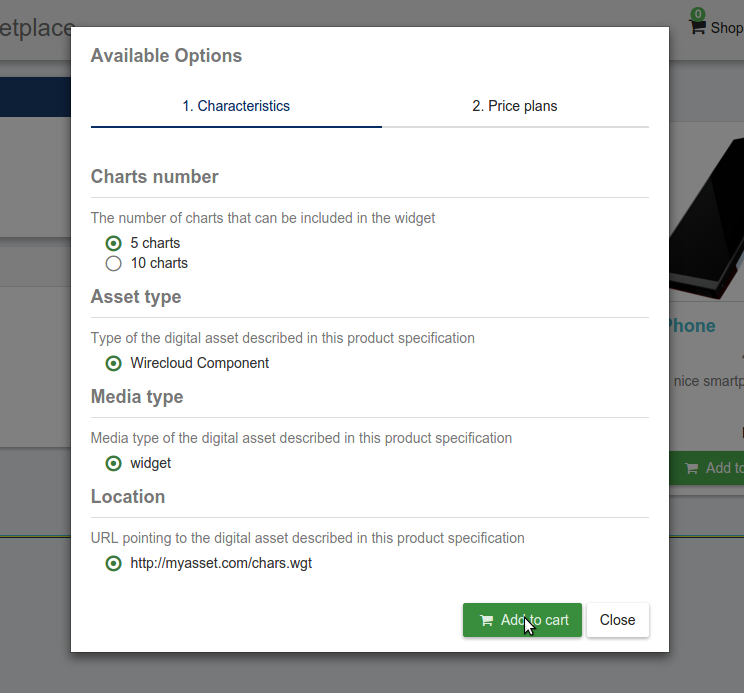 etplace
0
Shop
Available Options
1. Characteristics
2. Price plans
Charts number
The number of charts that can be included in the widget
5 charts
10 charts
Asset type
Type of the digital asset described in this product specification
Wirecloud Component
Media type
Media type of the digital asset described in this product specification
widget
Location
URL pointing to the digital asset described in this product specification
http://myasset.com/chars.wgt
Add to cart
Close
Phone
nice smartp
Add to